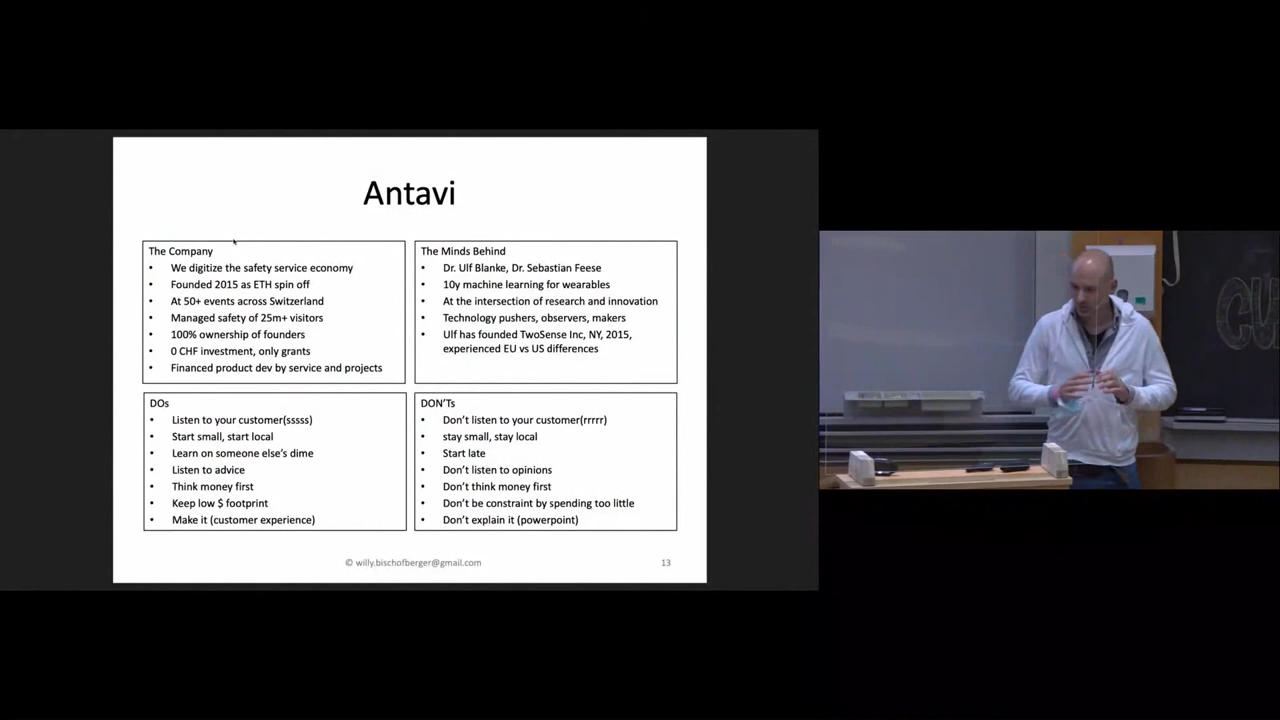 Antavi
The Company
• We digitize the safety service economy
• Founded 2015 as ETH spin off
• At 50+ events across Switzerland
• Managed safety of 25m+ visitors
• 100% ownership of founders
• 0 CHF investment, only grants
• Financed product dev by service and projects
The Minds Behind
• Dr. Ulf Blanke, Dr. Sebastian Feese
• 10y machine learning for wearables
• At the intersection of research and innovation
• Technology pushers, observers, makers
• Ulf has founded TwoSense Inc, NY, 2015,
experienced EU vs US differences
DOs
• Listen to your customer(sssss)
• Start small, start local
• Learn on someone else's dime
• Listen to advice
• Think money first
• Keep low $ footprint
• Make it (customer experience)
DON'Ts
• Don't listen to your customer(rrrrr)
• stay small, stay local
• Start late
• Don't listen to opinions
• Don't think money first
• Don't be constraint by spending too little
• Don't explain it (powerpoint)
© willy.bischofberger@gmail.com
13